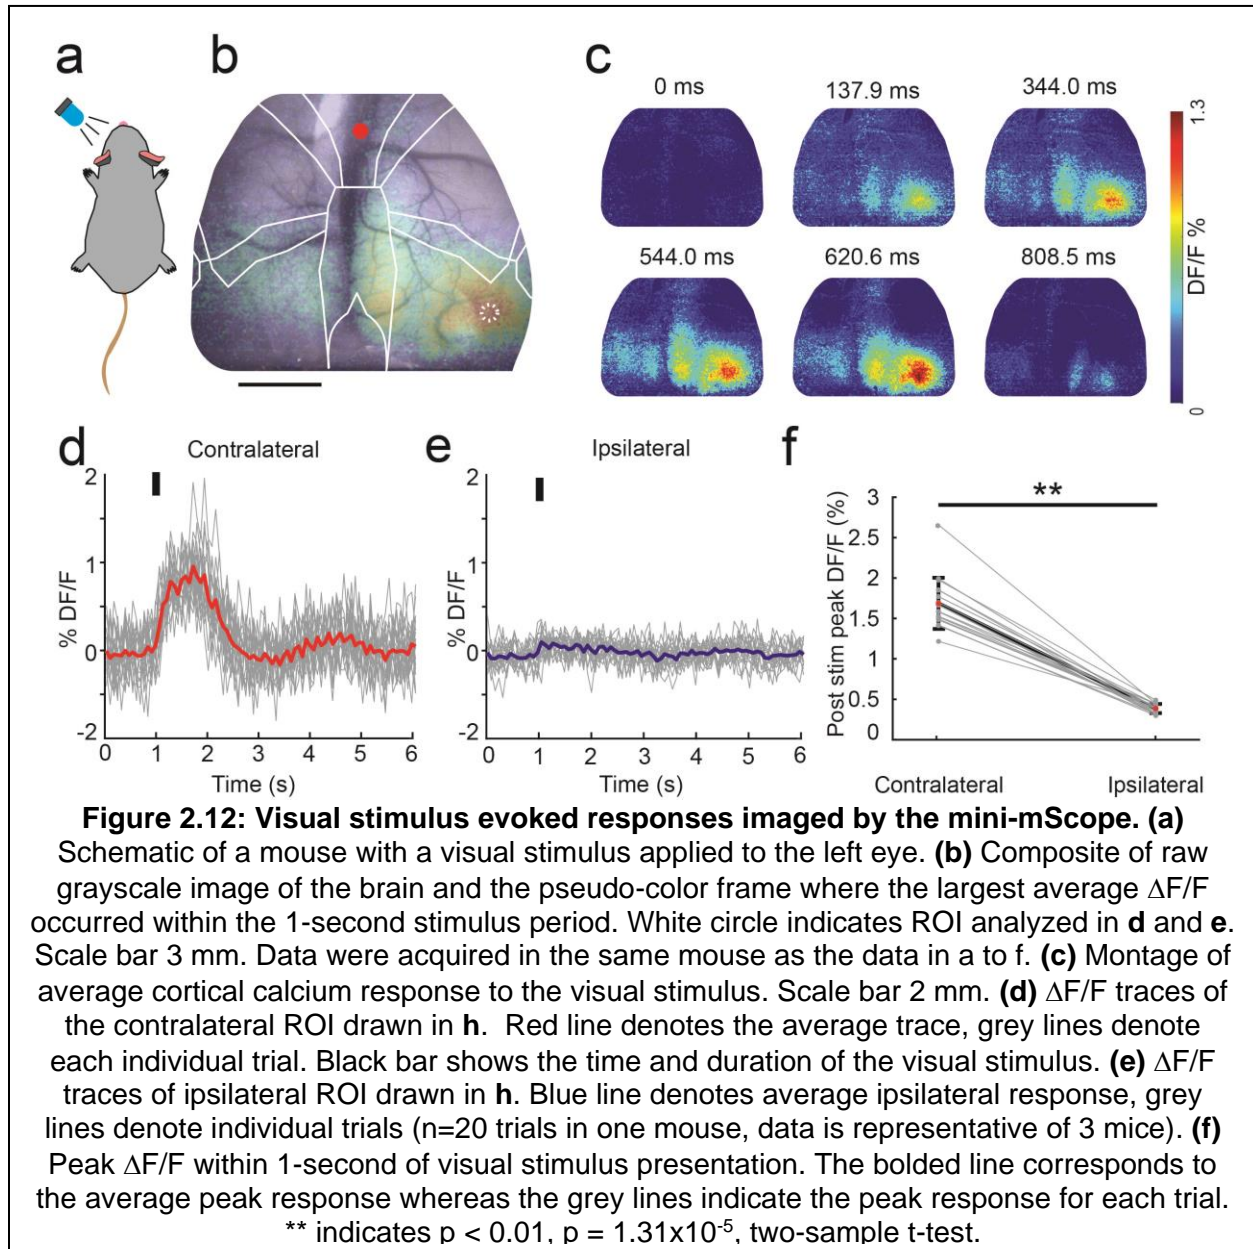 a
b
c
0 ms
137.9 ms
344.0 ms
544.0 ms
620.6 ms
808.5 ms
1.3
DF/F %
0
d
Contralateral
2
1
0
-2
% DF/F
0 1 2 3 4 5 6
Time (s)
e
Ipsilateral
2
1
0
-2
% DF/F
0 1 2 3 4 5 6
Time (s)
f
**
3
2.5
2
1.5
1
0.5
0
Post stim peak DF/F (%)
Contralateral
Ipsilateral
Figure 2.12: Visual stimulus evoked responses imaged by the mini-mScope. (a)
Schematic of a mouse with a visual stimulus applied to the left eye. (b) Composite of raw
grayscale image of the brain and the pseudo-color frame where the largest average ΔF/F
occurred within the 1-second stimulus period. White circle indicates ROI analyzed in d and e.
Scale bar 3 mm. Data were acquired in the same mouse as the data in a to f. (c) Montage of
average cortical calcium response to the visual stimulus. Scale bar 2 mm. (d) ΔF/F traces of
the contralateral ROI drawn in h. Red line denotes the average trace, grey lines denote
each individual trial. Black bar shows the time and duration of the visual stimulus. (e) ΔF/F
traces of ipsilateral ROI drawn in h. Blue line denotes average ipsilateral response, grey
lines denote individual trials (n=20 trials in one mouse, data is representative of 3 mice). (f)
Peak ΔF/F within 1-second of visual stimulus presentation. The bolded line corresponds to
the average peak response whereas the grey lines indicate the peak response for each trial.
** indicates p < 0.01, p = 1.31x10⁻⁵, two-sample t-test.